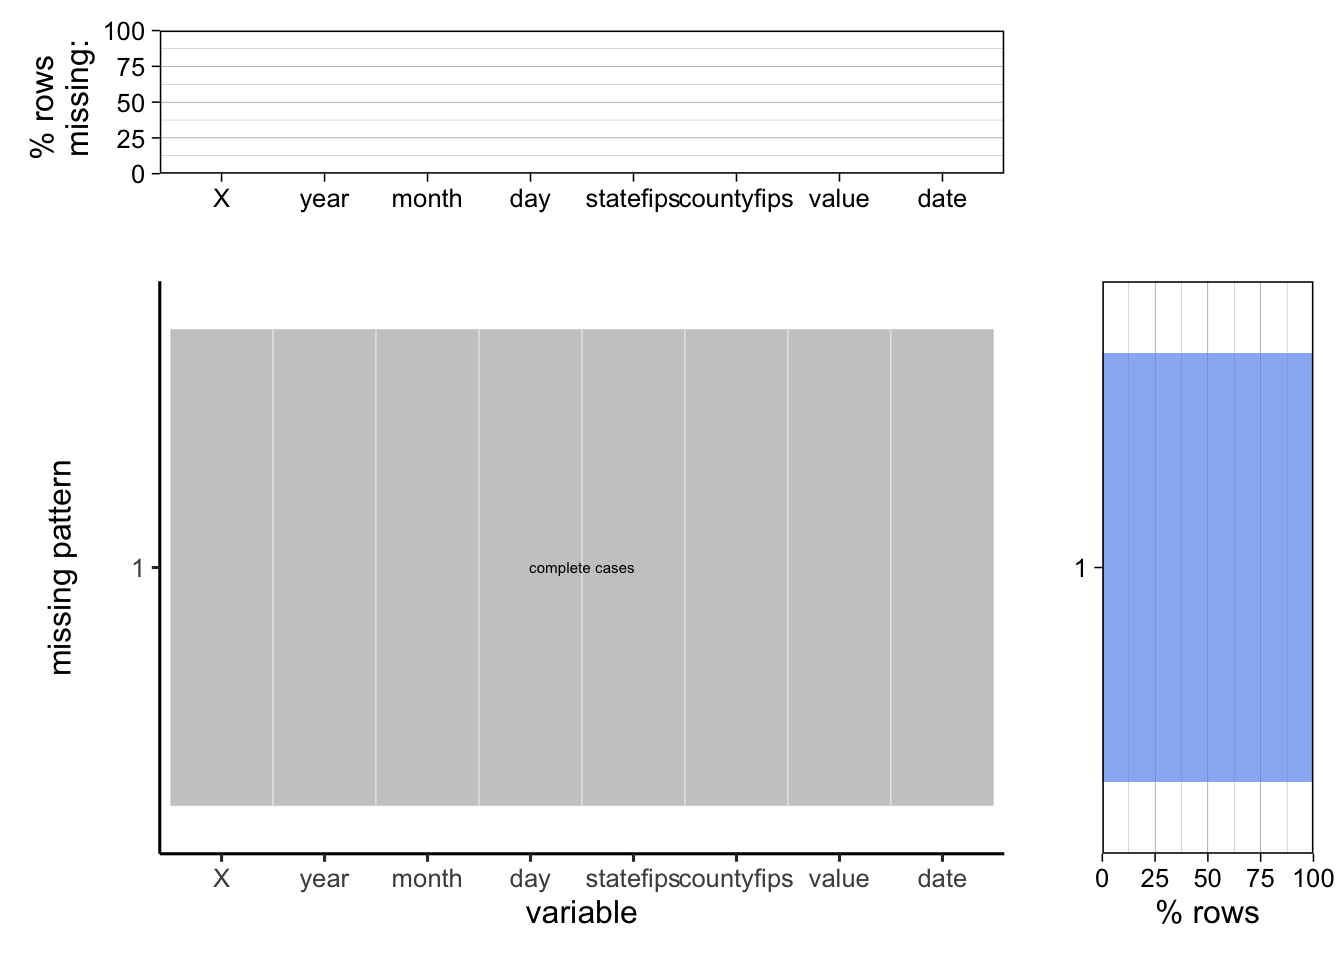 % rows
missing:
100
75
50
25
0
X year month day statefips countyfips value date
missing pattern
1
complete cases
X year month day statefips countyfips value date
variable
1
0 25 50 75 100
% rows